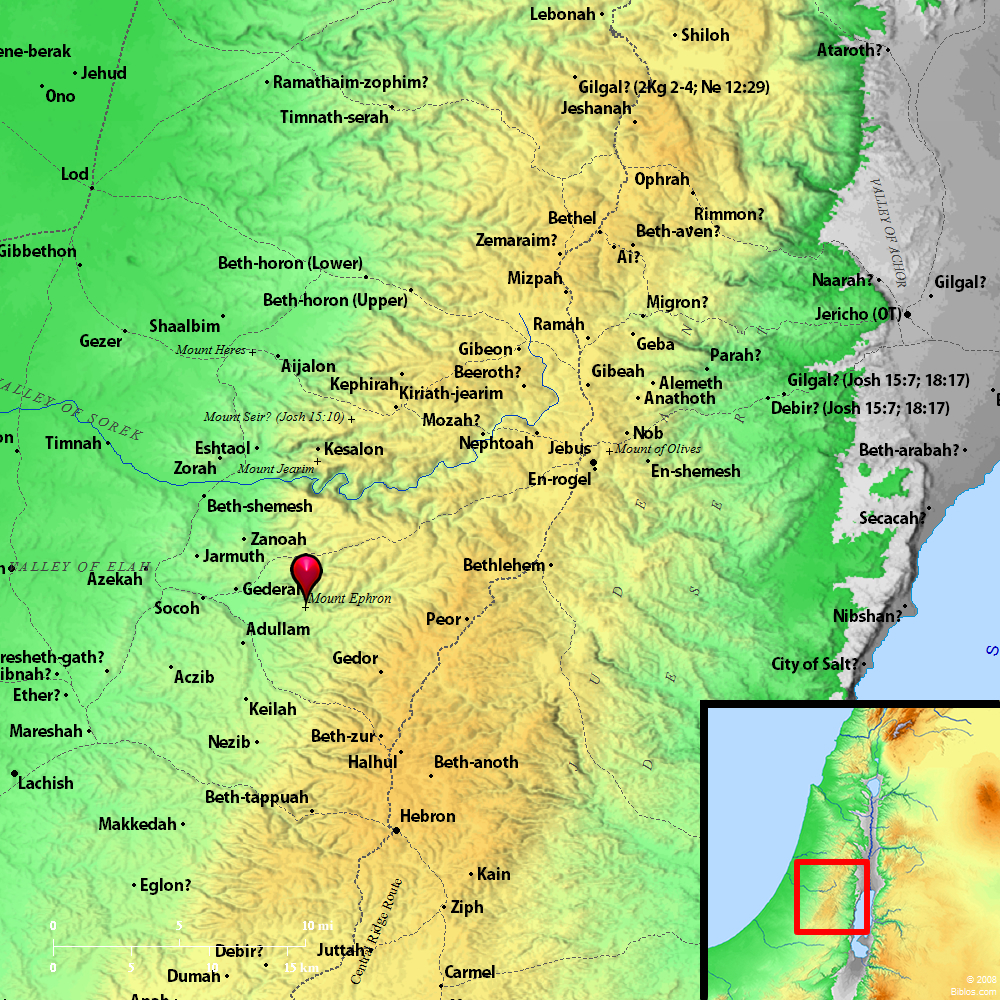 Lebonah
Shiloh
Ataroth?
ene-berak
Jehud
Ono
Ramathaim-zophim?
Gilgal? (2Kg 2-4; Ne 12:29)
Jeshanah
Timnath-serah
Lod
Ophrah
VALLEY OF ACHOR
Rimmon?
Bethel
Beth-aven?
Zemaraim?
Ai?
Gibbethon
Beth-horon (Lower)
Mizpah
Naarah?
Gilgal?
Beth-horon (Upper)
Migron?
Jericho (OT)
Shaalbim
Ramah
Gezer
Mount Heres
Gibeon
Geba
Parah?
Aijalon
Beeroth?
Gibeah
Kephirah
Alemeth
Gilgal? (Josh 15:7; 18:17)
Kiriath-jearim
Anathoth
Debir? (Josh 15:7; 18:17)
VALLEY OF SOREK
Mount Seir? (Josh 15:10)
Mozah?
Nob
on
Timnah
Eshtaol
Kesalon
Nephtoah
Jebus
Mount of Olives
Beth-arabah?
Zorah
Mount Jearim
En-rogel
En-shemesh
Beth-shemesh
Secacah?
Zanoah
Jarmuth
VALLEY OF ELAH
Azekah
Bethlehem
Gederah
Mount Ephron
Socoh
Peor
Nibshan?
Adullam
JUDEAN
DESERT
resheth-gath?
Gedor
City of Salt?
S
ibnah?
Aczib
Ether?
Keilah
Mareshah
Nezib
Beth-zur
Halhul
Beth-anoth
Lachish
Beth-tappuah
Makkedah
Hebron
Eglon?
Kain
Ziph
Central Ridge Route
0 5 10 mi
0 5 10 15 km
Debir?
Juttah
Dumah
Carmel
Anab
© 2008
Biblos.com